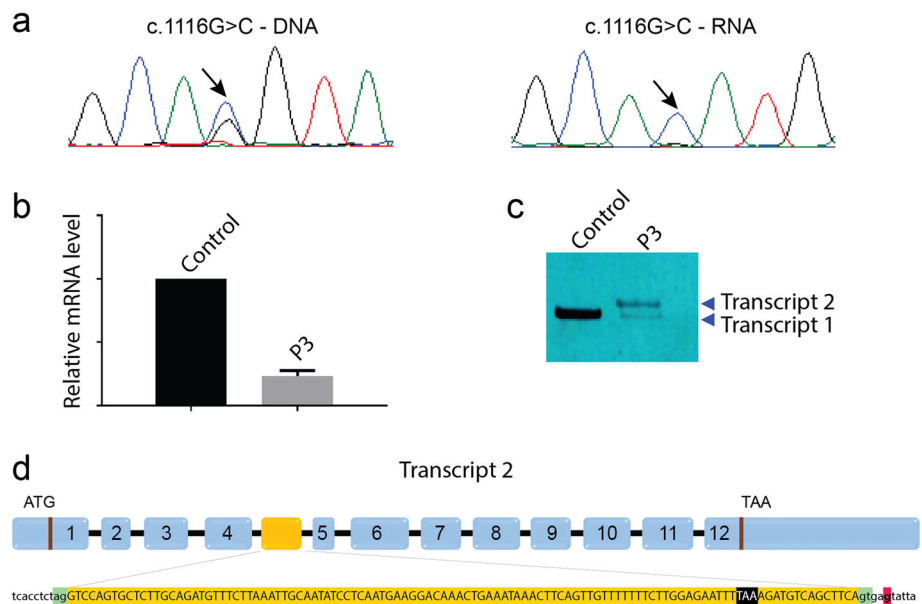 a
c.1116G>C - DNA
c.1116G>C - RNA
b
Relative mRNA level
Control
P3
c
Control
P3
Transcript 2
Transcript 1
d
Transcript 2
ATG
TAA
1 2 3 4 5 6 7 8 9 10 11 12
tcacctctagGTCCAGTGCTCTTGCAGATGTTTCTTAAATTGCAATATCCTCAATGAAGGACAAACTGAAATAAACTCAGTTGTTTTTTTCTTGGAGAATTTTAAAGATGTCAGCTTCAgtgagtatta